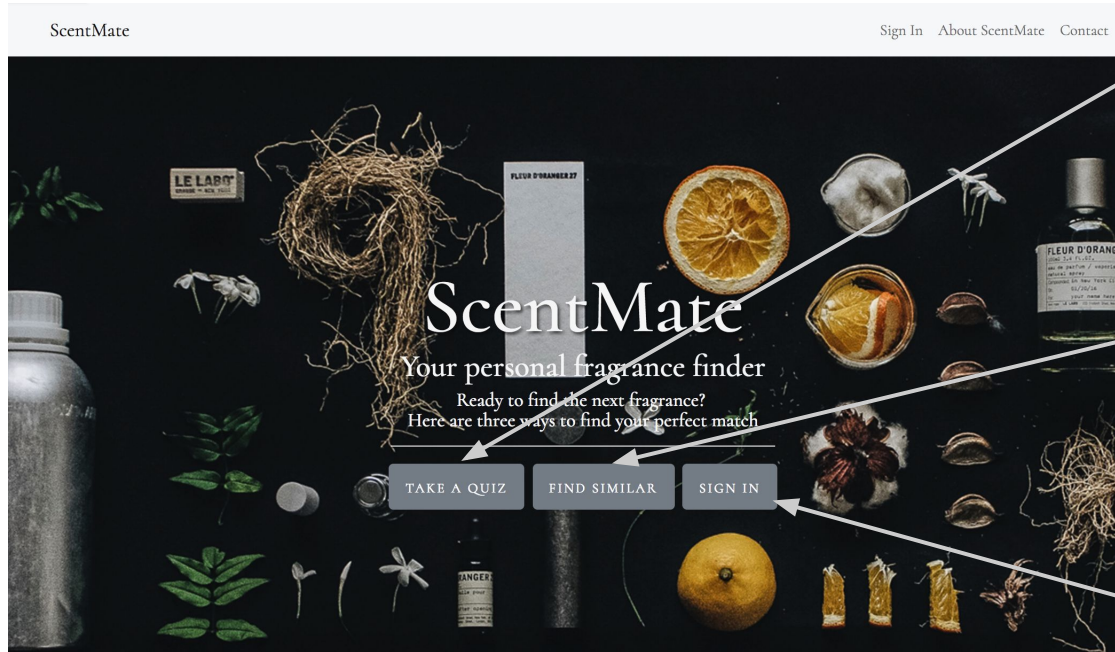 ScentMate
Sign In About ScentMate Contact
LE LABO
FLEUR D'ORANGER 27
FLEUR D'ORANG
ScentMate
Your personal fragrance finder
Ready to find the next fragrance?
Here are three ways to find your perfect match
TAKE A QUIZ FIND SIMILAR SIGN IN
RANGER